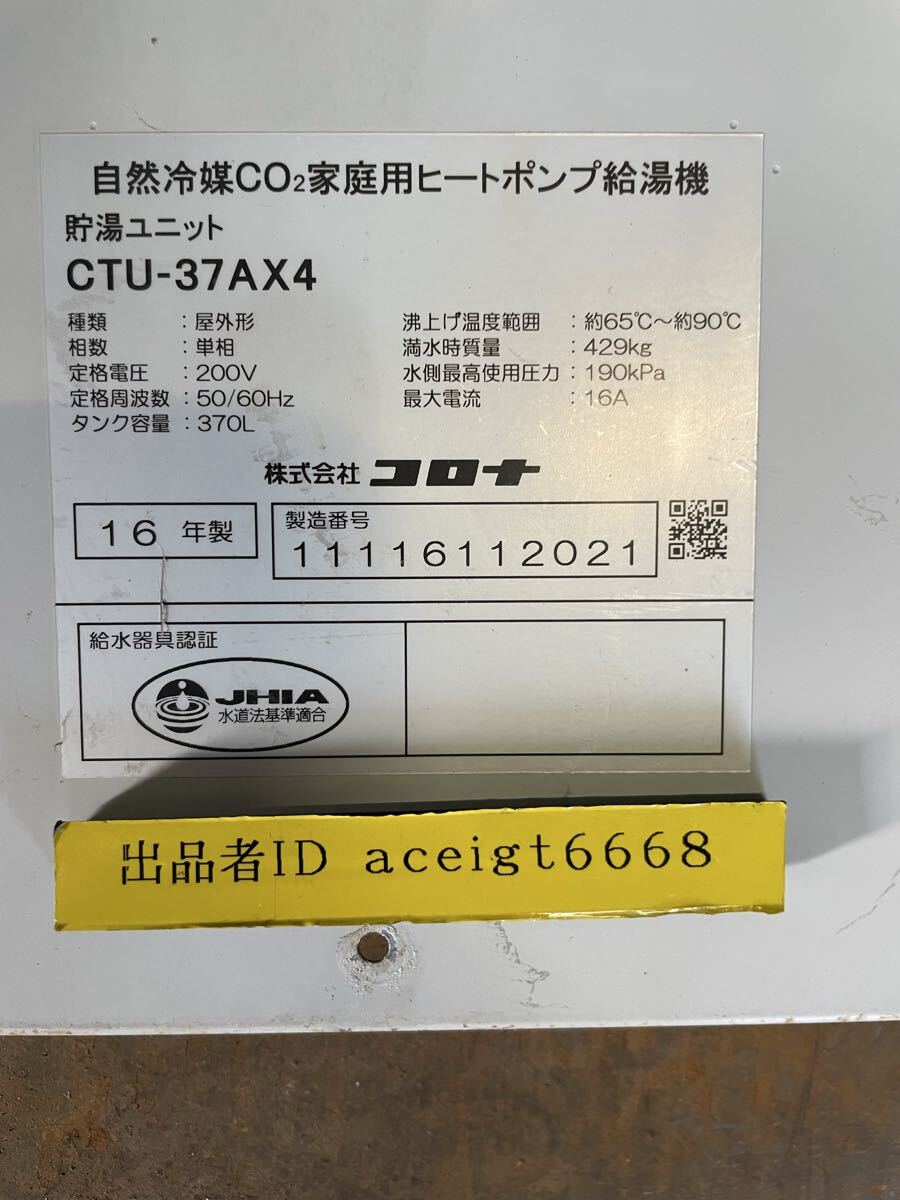 自然冷媒CO₂家庭用ヒートポンプ給湯機
貯湯ユニット
CTU-37AX4
種類 : 屋外形
相数 : 単相
定格電圧 : 200V
定格周波数 : 50/60Hz
タンク容量 : 370L
沸上げ温度範囲 : 約65℃～約90℃
満水時質量 : 429kg
水側最高使用圧力 : 190kPa
最大電流 : 16A
株式会社 コロナ
16 年製
製造番号
11116112021
給水器具認証
JHIA
水道法基準適合
出品者ID aceigt6668